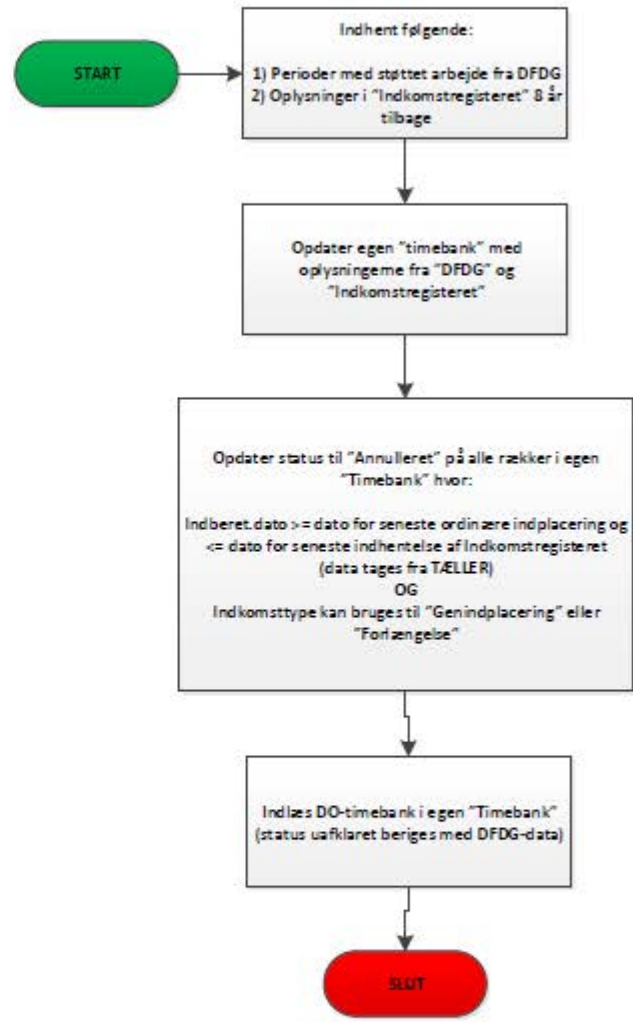 START
Indhent følgende:
1) Perioder med støttet arbejde fra DFDG
2) Oplysninger i "Indkomstregisteret" 8 år
tilbage
Opdater egen "timebank" med
oplysningerne fra "DFDG" og
"Indkomstregisteret"
Opdater status til "Annulleret" på alle rækker i egen
"Timebank" hvor:
Indberet.dato >= dato for seneste ordinære indplacering og
<= dato for seneste indhentelse af Indkomstregisteret
(data tages fra TÆLLER)
OG
Indkomsttype kan bruges til "Genindplacering" eller
"Forlængelse"
Indlæs DO-timebank i egen "Timebank"
(status uafklaret beriges med DFDG-data)
SLUT